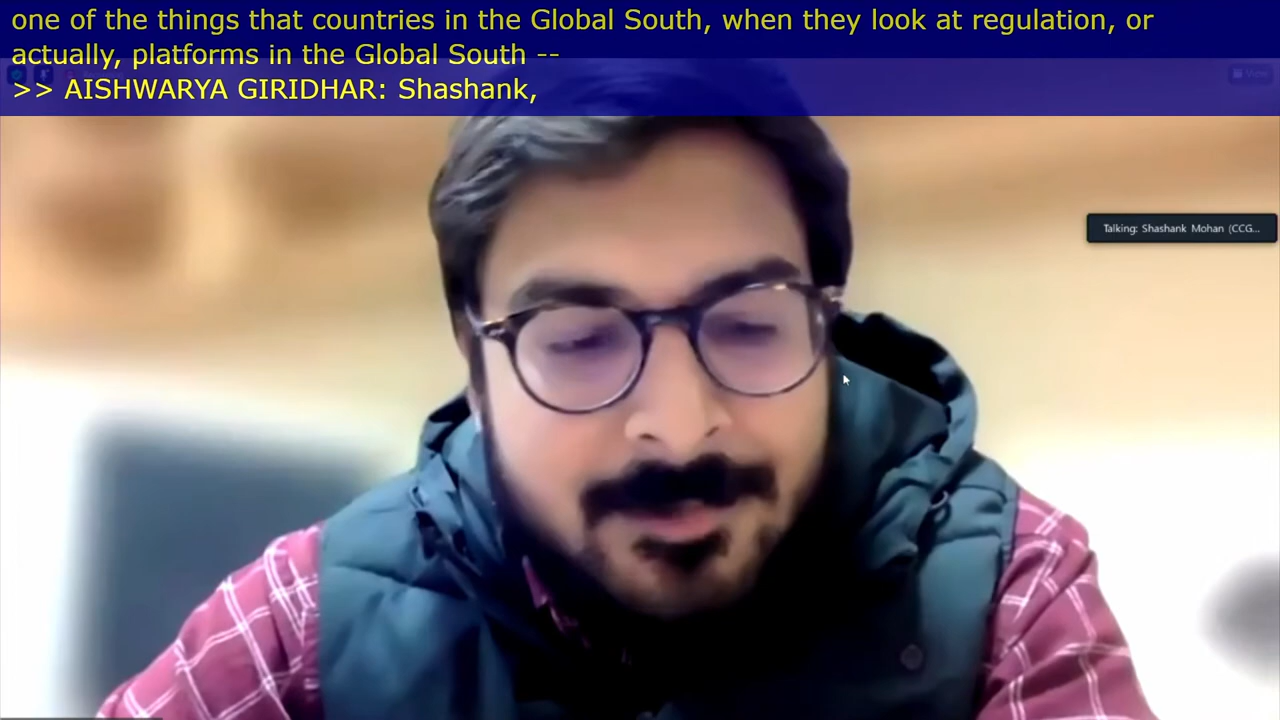 one of the things that countries in the Global South, when they look at regulation, or
actually, platforms in the Global South --
>> AISHWARYA GIRIDHAR: Shashank,
View
Talking: Shashank Mohan (CCG...